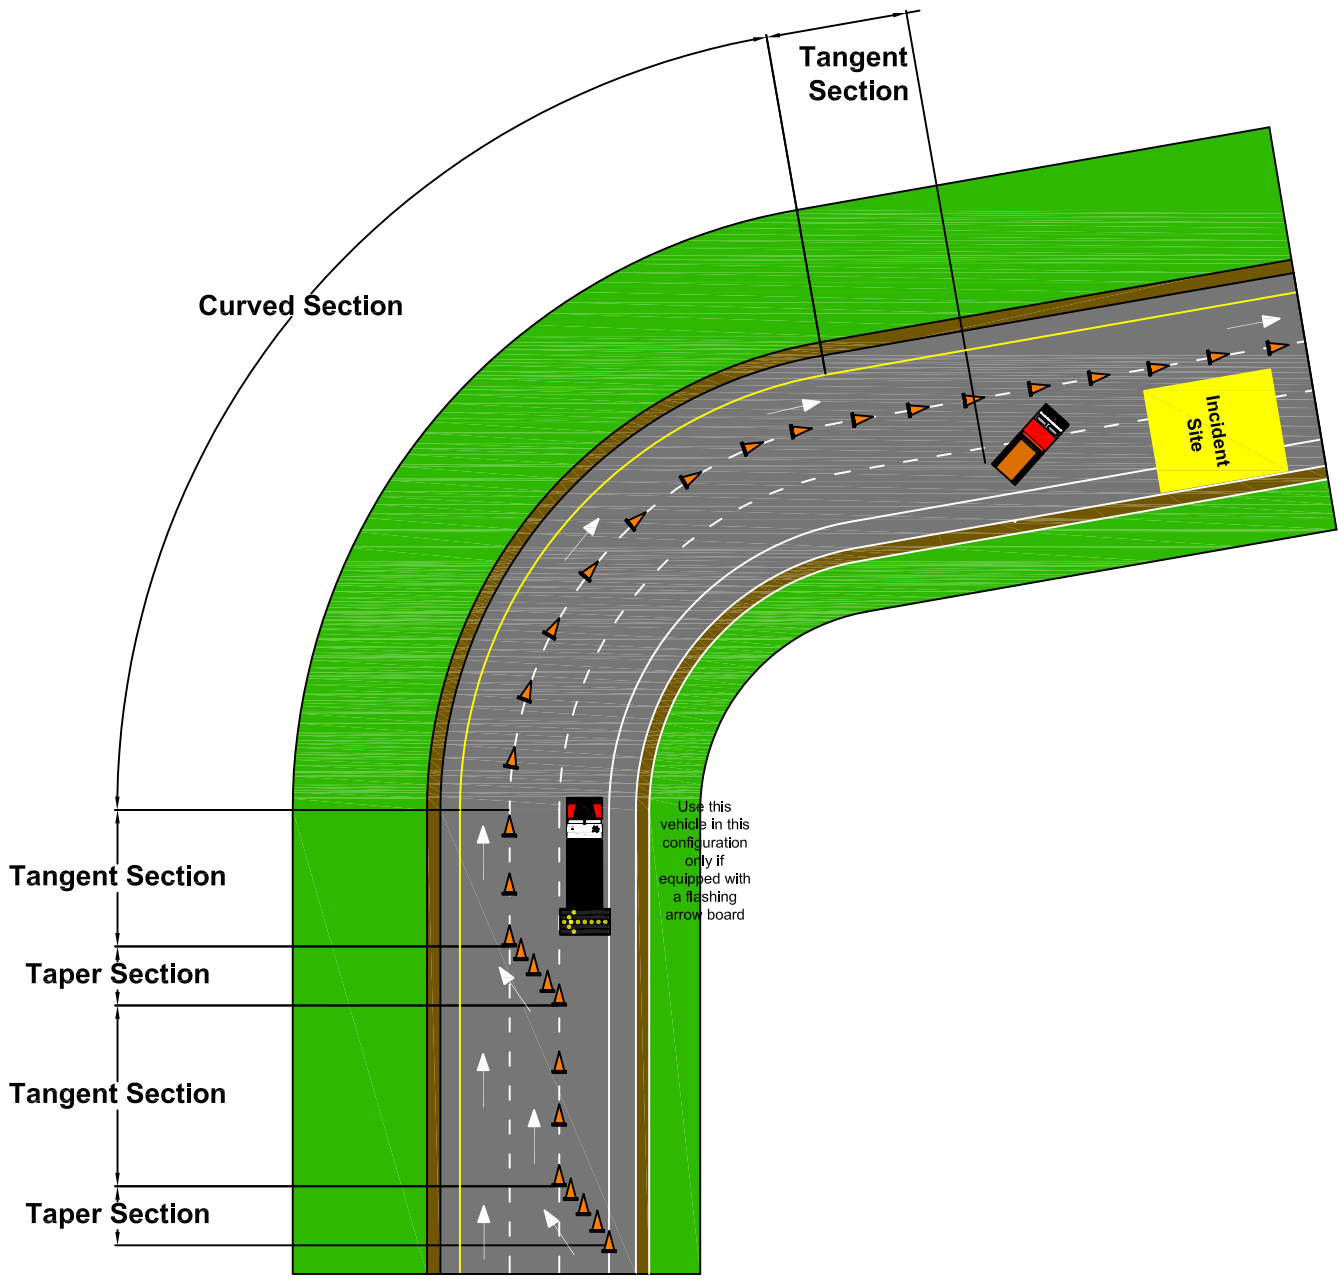 Tangent
Section
Curved Section
Incident
Site
Use this
vehicle in this
configuration
only if
equipped with
a flashing
arrow board
Tangent Section
Taper Section
Tangent Section
Taper Section